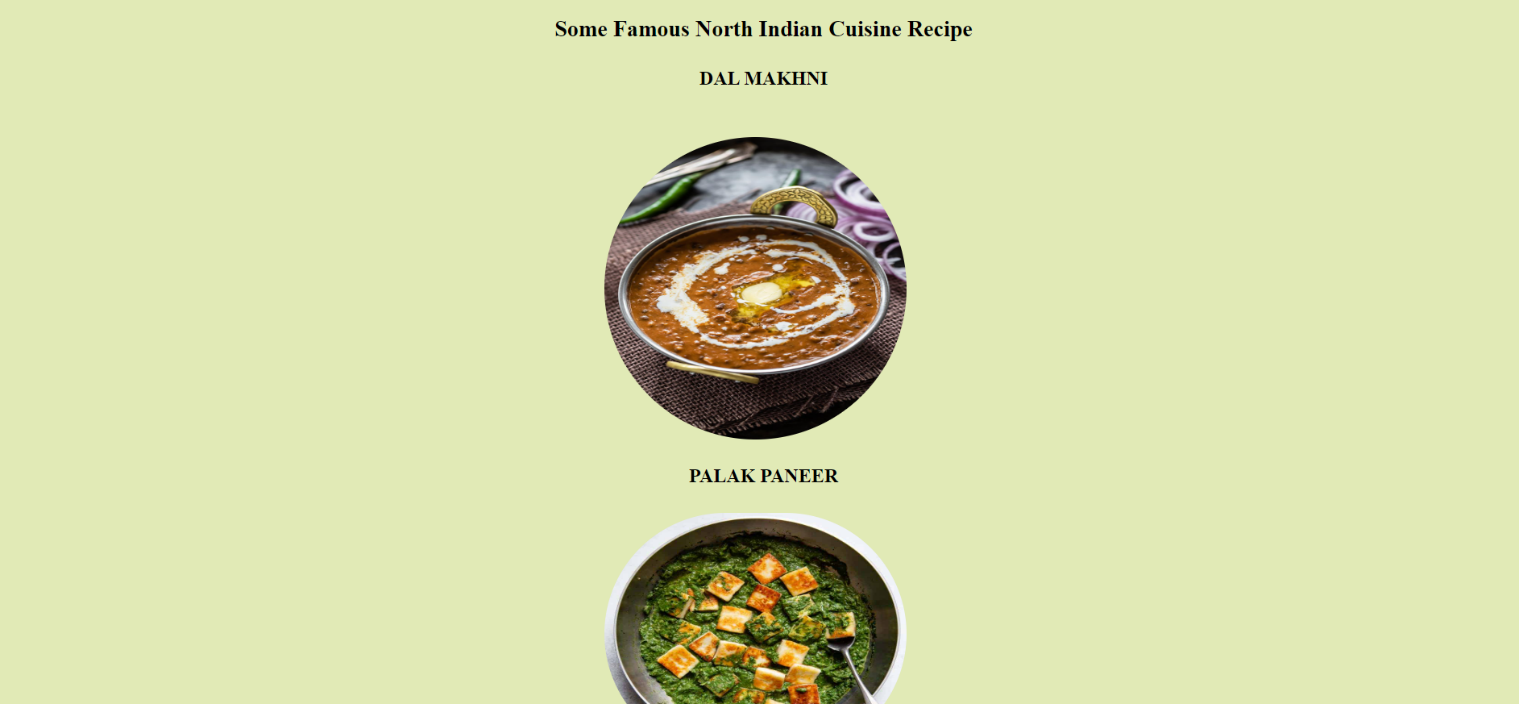 Some Famous North Indian Cuisine Recipe
DAL MAKHNI
PALAK PANEER